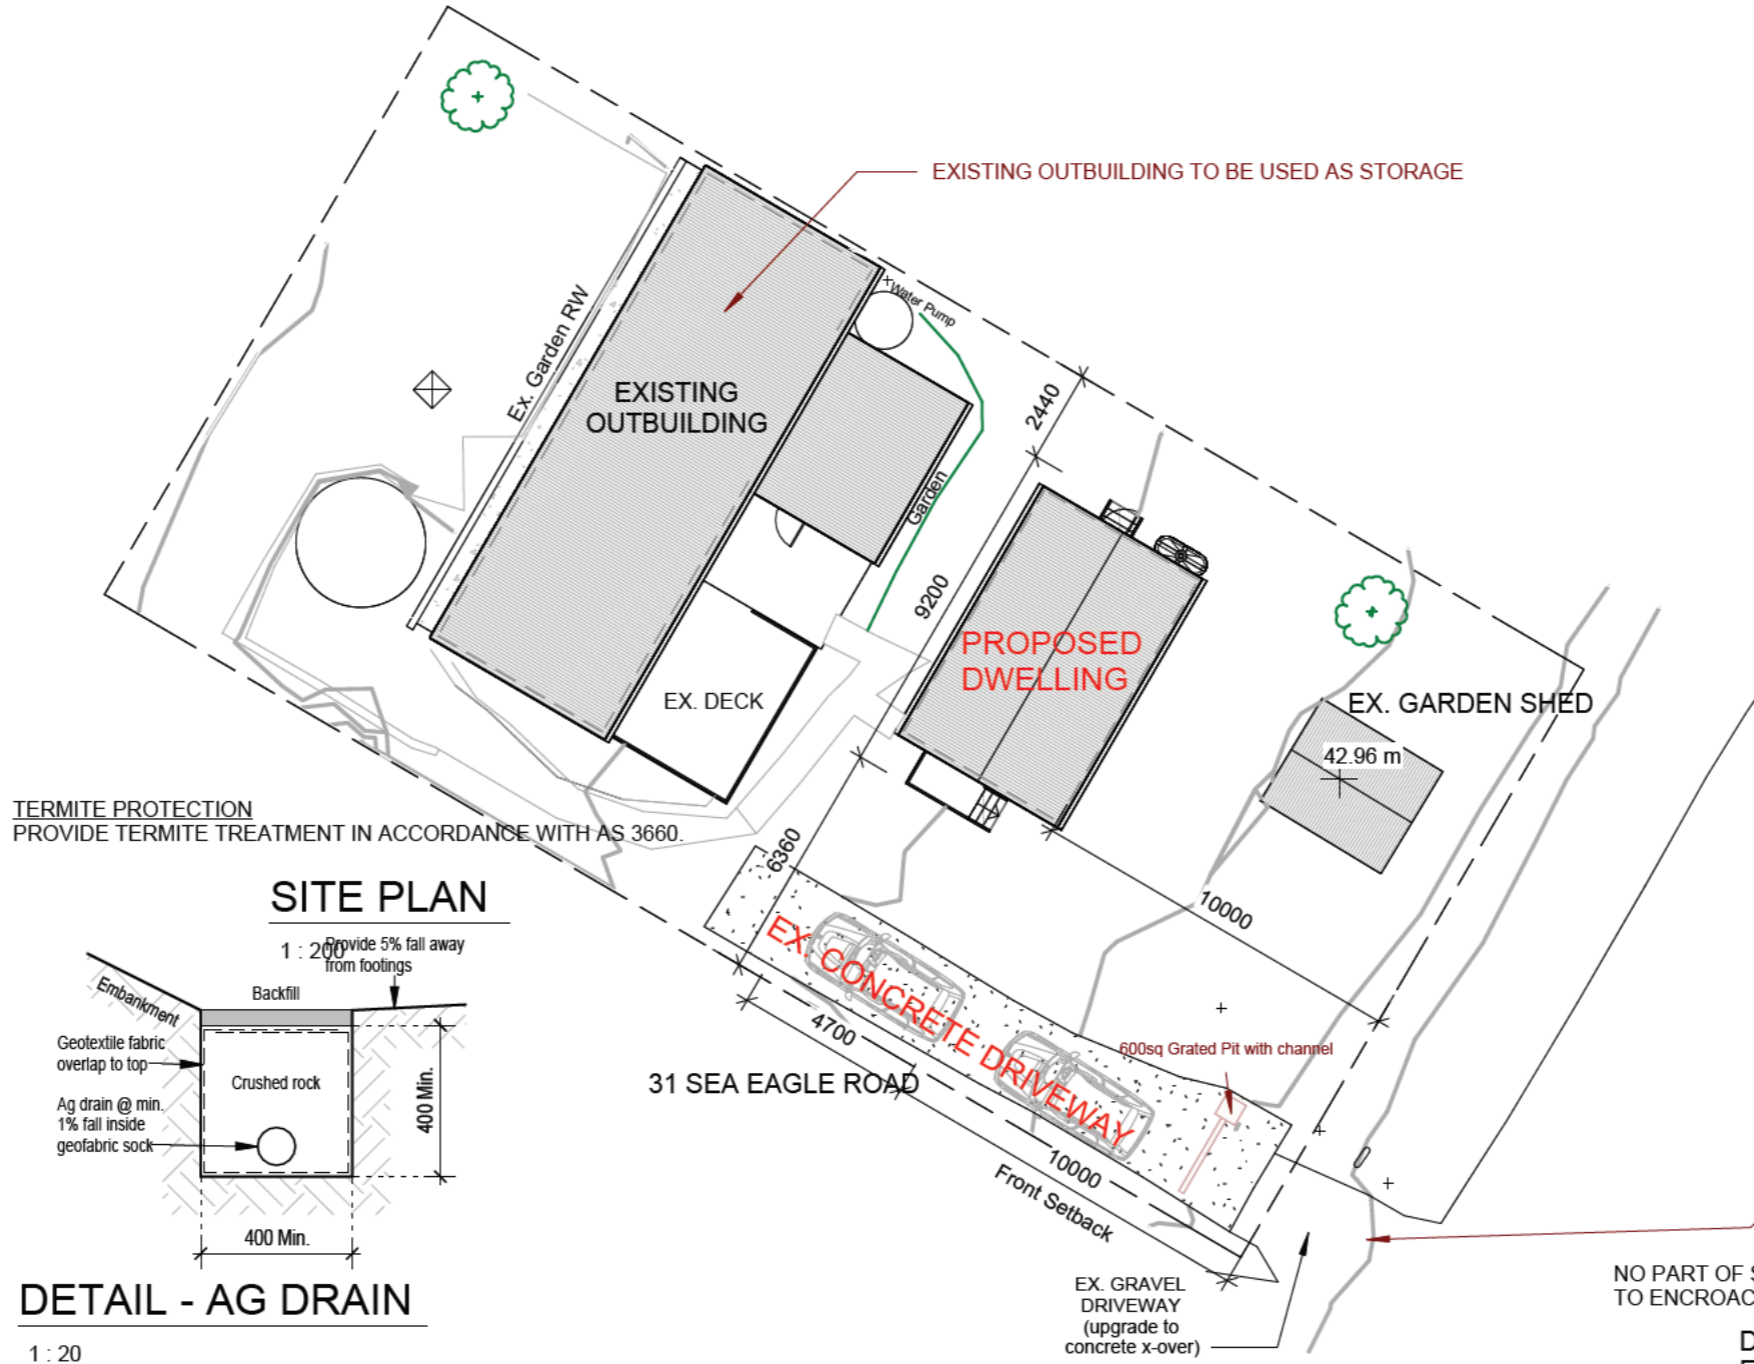 EXISTING OUTBUILDING TO BE USED AS STORAGE
Water Pump
Ex. Garden RW
EXISTING
OUTBUILDING
2440
Garden
9200
PROPOSED
DWELLING
EX. DECK
EX. GARDEN SHED
42.96 m
TERMITE PROTECTION
PROVIDE TERMITE TREATMENT IN ACCORDANCE WITH AS 3660.
6360
SITE PLAN
1 : 200
10000
EX. CONCRETE DRIVEWAY
4700
600sq Grated Pit with channel
31 SEA EAGLE ROAD
10000
Front Setback
Provide 5% fall away
from footings
Embankment
Backfill
Geotextile fabric
overlap to top
Crushed rock
Ag drain @ min.
1% fall inside
geofabric sock
400 Min.
400 Min.
DETAIL - AG DRAIN
1 : 20
EX. GRAVEL
DRIVEWAY
(upgrade to
concrete x-over)
NO PART OF
TO ENCROAC